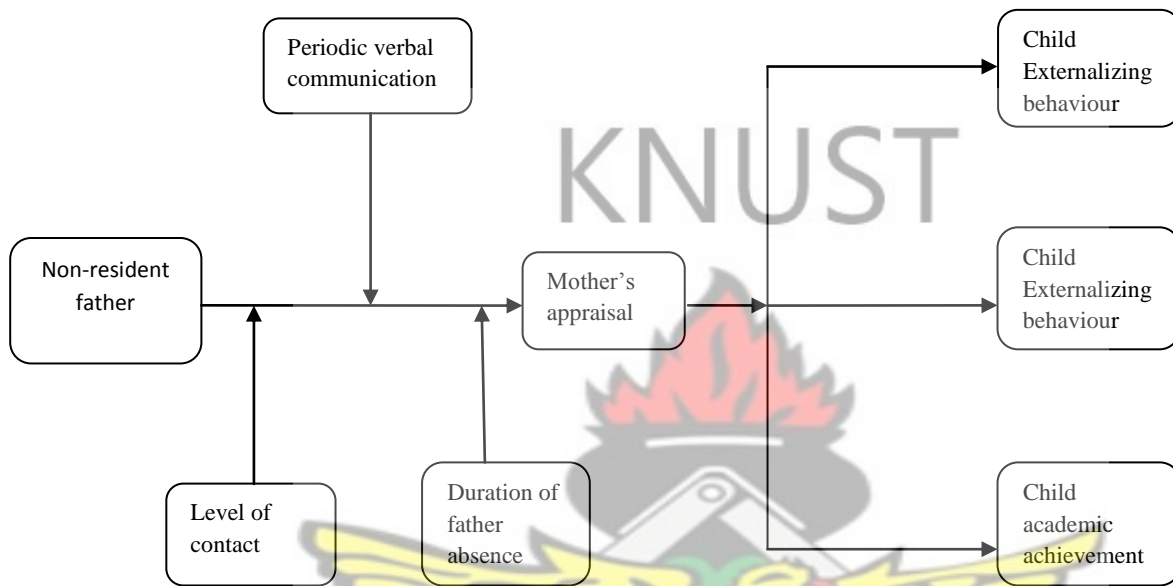 Periodic verbal
communication
Child
Externalizing
behaviour
KNUST
Non-resident
father
Mother's
appraisal
Child
Externalizing
behaviour
Level of
contact
Duration of
father
absence
Child
academic
achievement